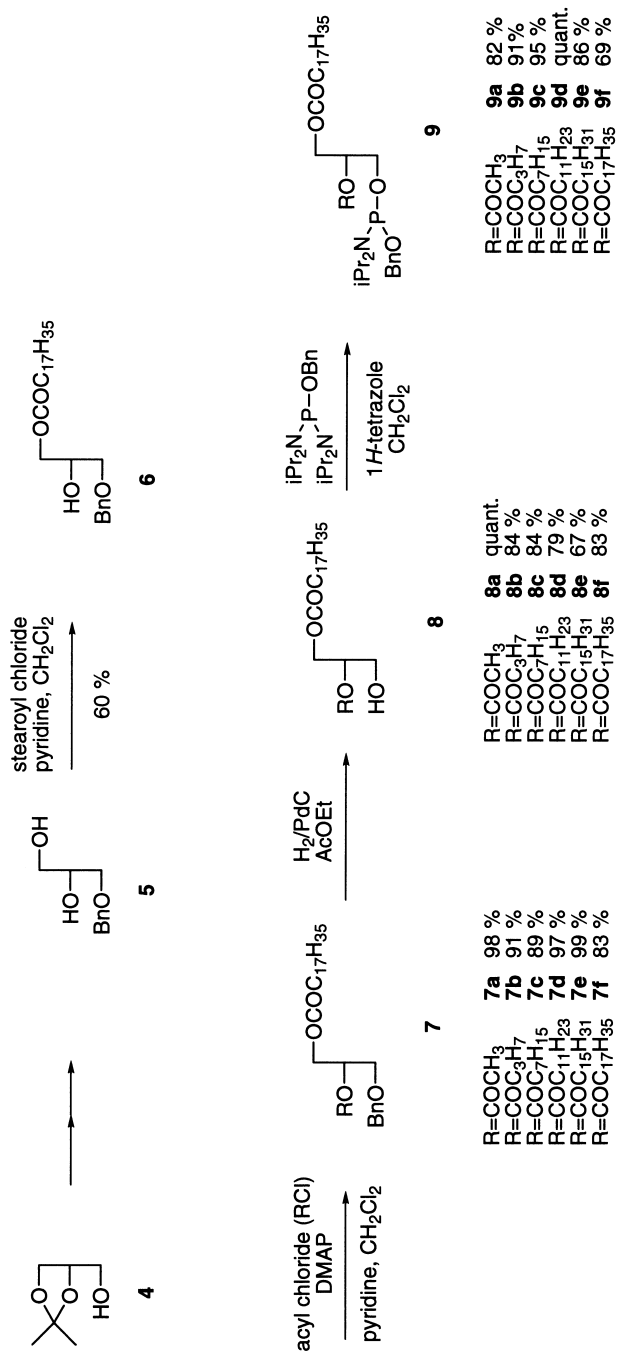 O
O
HO
4
HO
OH
BnO
5
stearoyl chloride
pyridine, CH2Cl2
60 %
OCOC17H35
HO
BnO
6
acyl chloride (RCl)
DMAP
pyridine, CH2Cl2
OCOC17H35
RO
BnO
7
R=COCH3 7a 98 %
R=COC3H7 7b 91 %
R=COC7H15 7c 89 %
R=COC11H23 7d 97 %
R=COC15H31 7e 99 %
R=COC17H35 7f 83 %
H2/PdC
AcOEt
OCOC17H35
RO
HO
8
R=COCH3 8a quant.
R=COC3H7 8b 84 %
R=COC7H15 8c 84 %
R=COC11H23 8d 79 %
R=COC15H31 8e 67 %
R=COC17H35 8f 83 %
iPr2N
P-OBn
iPr2N
1H-tetrazole
CH2Cl2
OCOC17H35
RO
iPr2N
P-O
BnO
9
R=COCH3 9a 82 %
R=COC3H7 9b 91%
R=COC7H15 9c 95 %
R=COC11H23 9d quant.
R=COC15H31 9e 86 %
R=COC17H35 9f 69 %